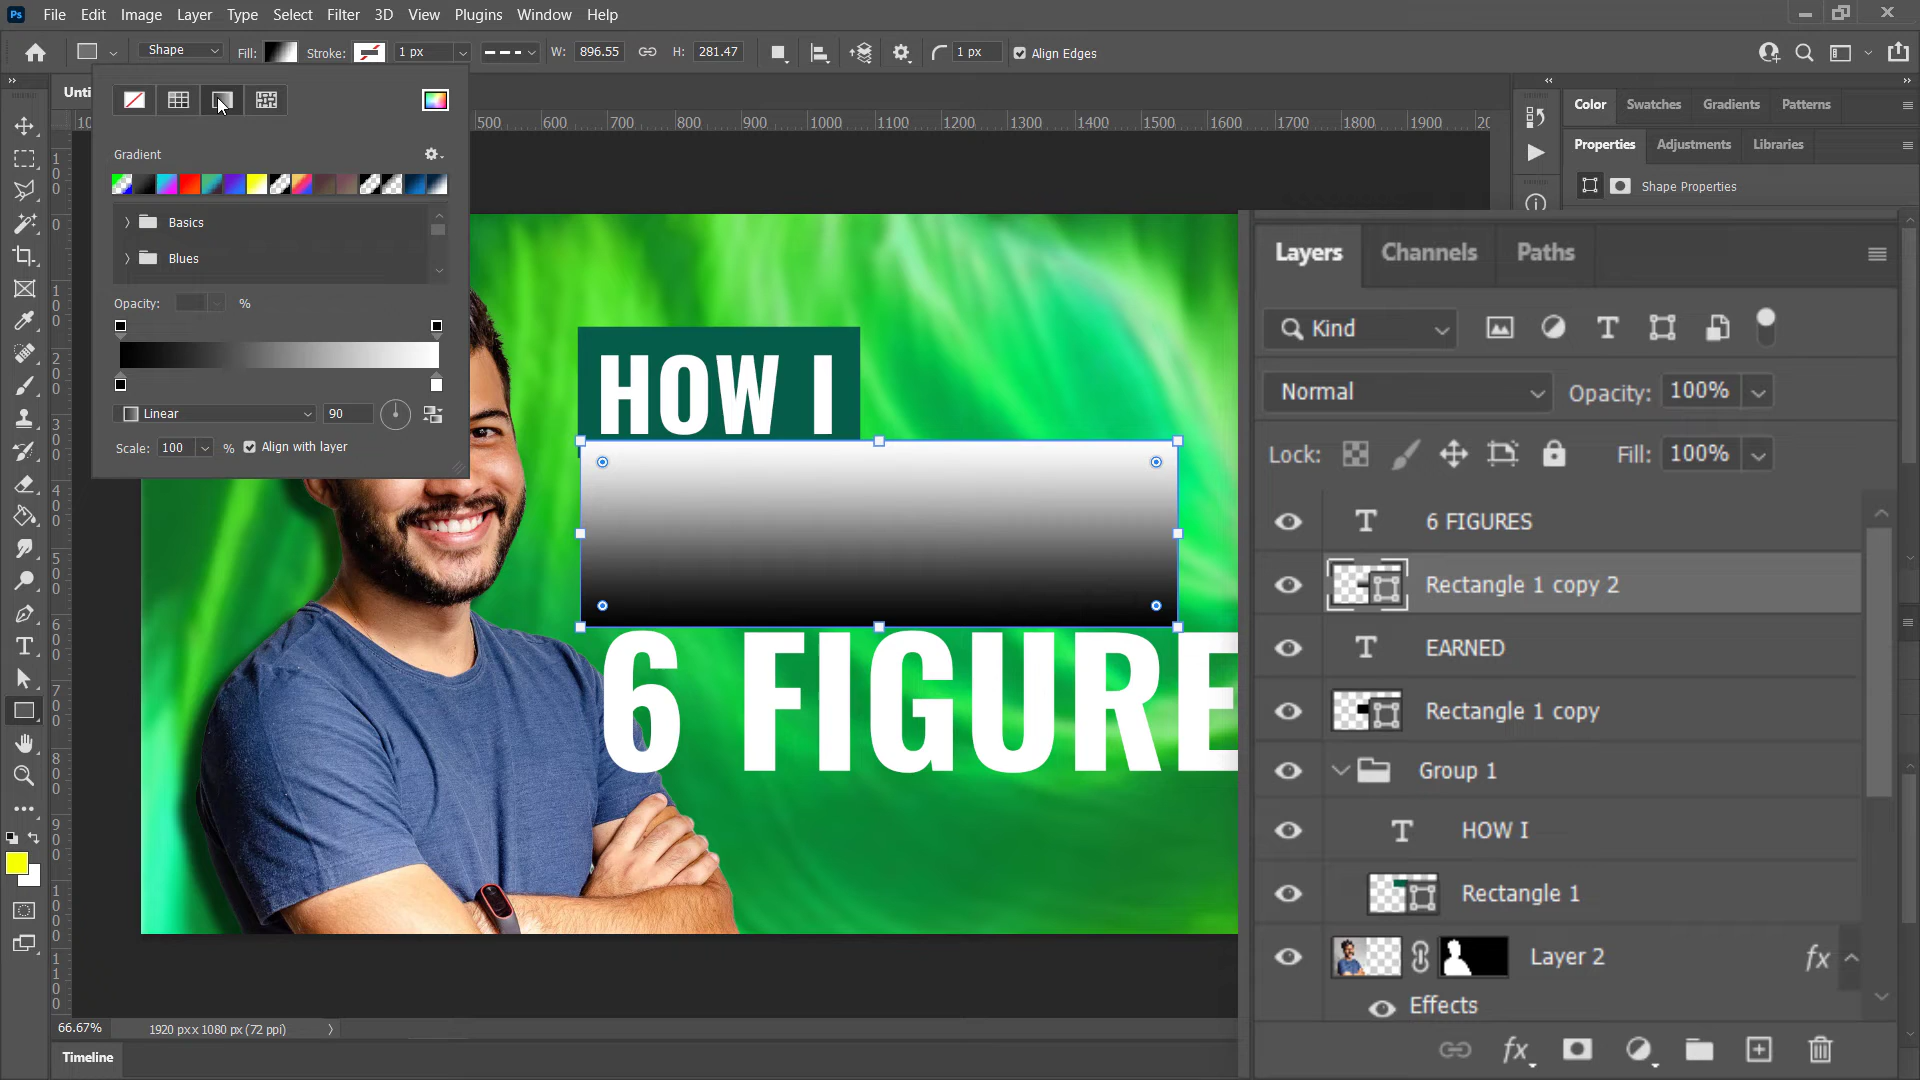 Ps File Edit Image Layer Type Select Filter 3D View Plugins Window Help
Shape Fill: Stroke: 1 px W: 896.55 H: 281.47 1 px Align Edges
Color Swatches Gradients Patterns
Properties Adjustments Libraries
Shape Properties
500 600 700 800 900 1000 1100 1200 1300 1400 1500 1600 1700 1800 1900
Gradient
Basics
Blues
Opacity: %
Linear 90
Scale: 100 % Align with layer
HOW I
6 FIGURE
Layers Channels Paths
Kind
Normal Opacity: 100%
Lock: Fill: 100%
T 6 FIGURES
Rectangle 1 copy 2
T EARNED
Rectangle 1 copy
Group 1
T HOW I
Rectangle 1
Layer 2 fx
Effects
fx
66.67% 1920 px x 1080 px (72 ppi)
Timeline